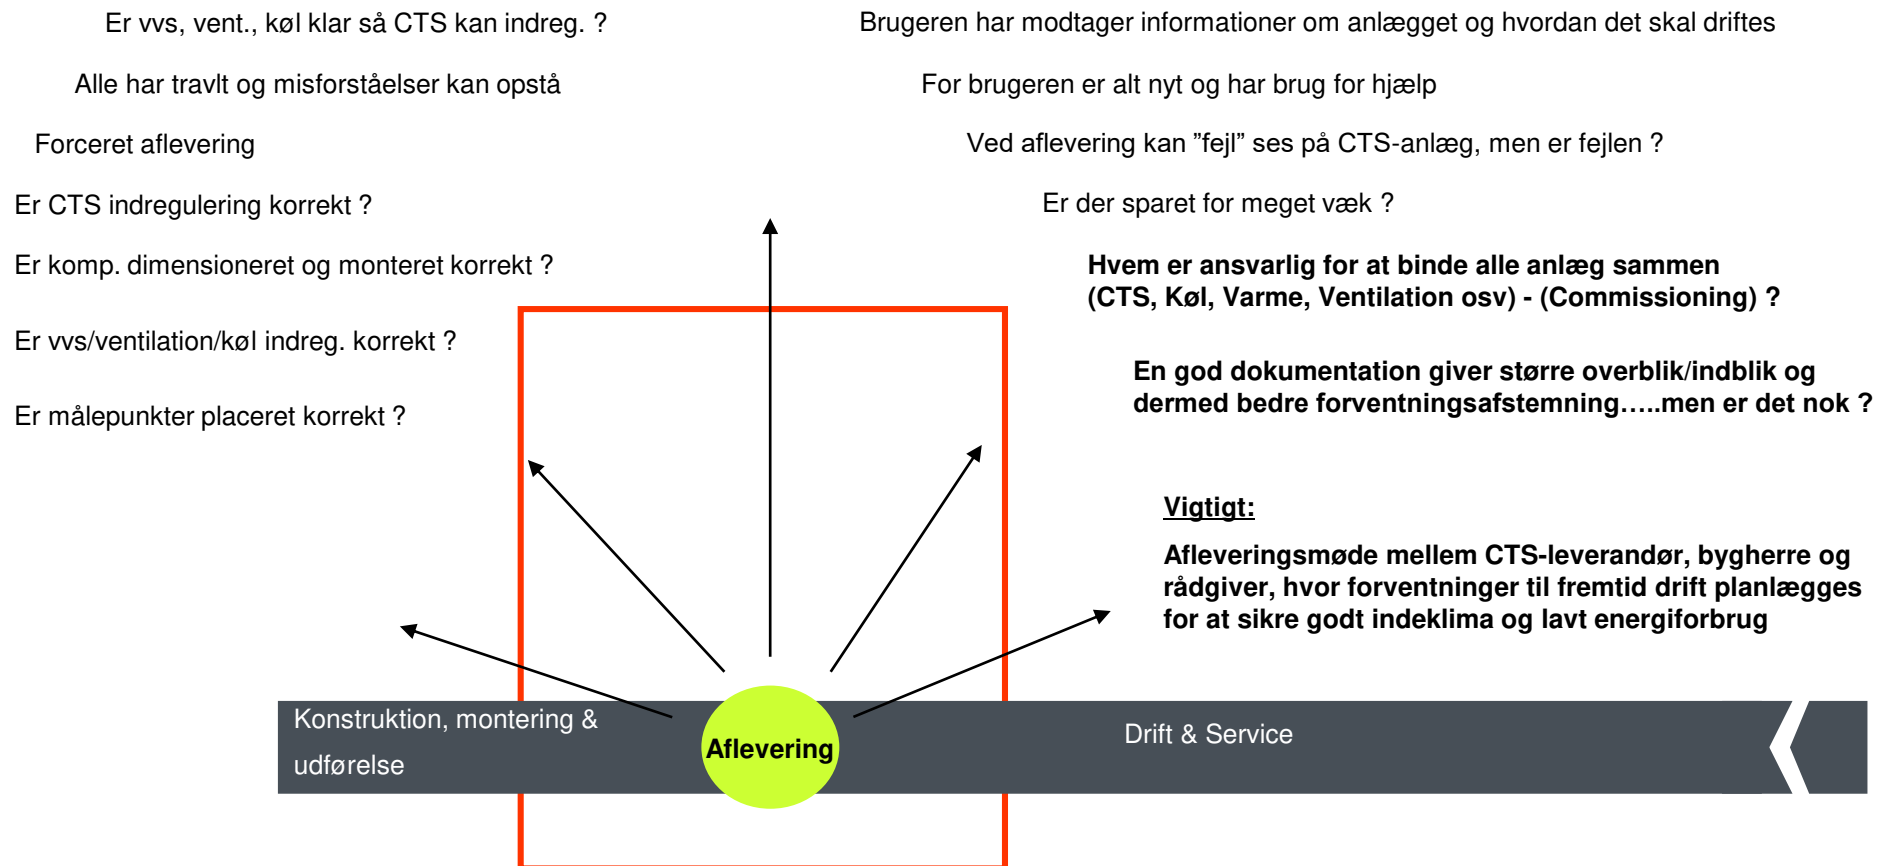 Er vvs, vent., køl klar så CTS kan indreg. ?
Alle har travlt og misforståelser kan opstå
Forceret aflevering
Er CTS indregulering korrekt ?
Er komp. dimensioneret og monteret korrekt ?
Er vvs/ventilation/køl indreg. korrekt ?
Er målepunkter placeret korrekt ?
Brugeren har modtager informationer om anlægget og hvordan det skal driftes
For brugeren er alt nyt og har brug for hjælp
Ved aflevering kan ”fejl” ses på CTS-anlæg, men er fejlen ?
Er der sparet for meget væk ?
Hvem er ansvarlig for at binde alle anlæg sammen
(CTS, Køl, Varme, Ventilation osv) - (Commissioning) ?
En god dokumentation giver større overblik/indblik og
dermed bedre forventningsafstemning…..men er det nok ?
Vigtigt:
Afleveringsmøde mellem CTS-leverandør, bygherre og
rådgiver, hvor forventninger til fremtid drift planlægges
for at sikre godt indeklima og lavt energiforbrug
Konstruktion, montering &
udførelse
Aflevering
Drift & Service